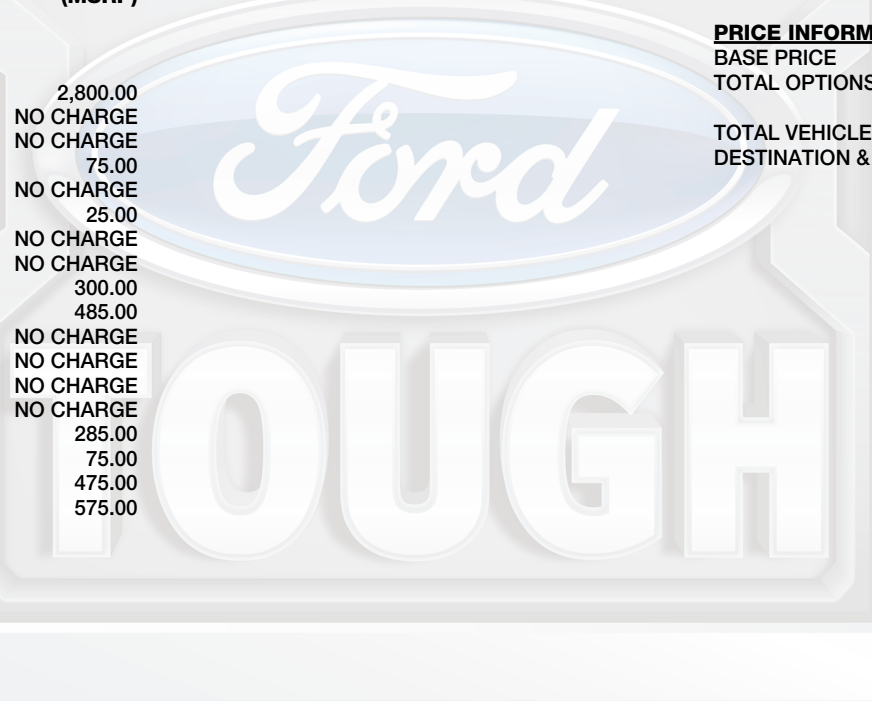 (MSRP)
2,800.00
NO CHARGE
NO CHARGE
75.00
NO CHARGE
25.00
NO CHARGE
NO CHARGE
300.00
485.00
NO CHARGE
NO CHARGE
NO CHARGE
NO CHARGE
285.00
75.00
475.00
575.00
PRICE INFORM
BASE PRICE
TOTAL OPTIONS
TOTAL VEHICLE
DESTINATION &
Ford
TOUGH